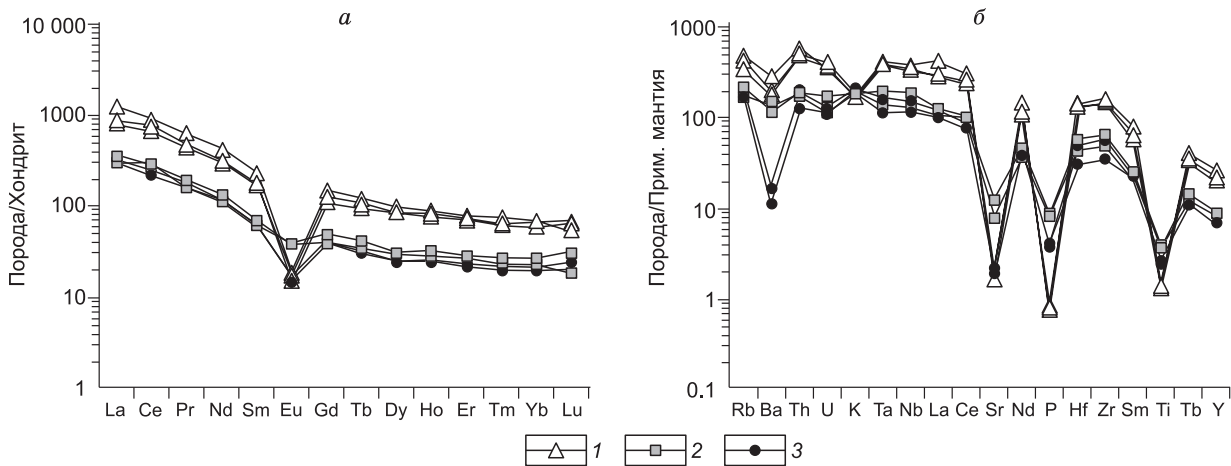 а
Порода/Хондрит
10 000
1000
100
10
1
La Ce Pr Nd Sm Eu Gd Tb Dy Ho Er Tm Yb Lu
б
Порода/Прим. мантия
1000
100
10
1
0.1
Rb Ba Th U K Ta Nb La Ce Sr Nd P Hf Zr Sm Ti Tb Y
1 2 3